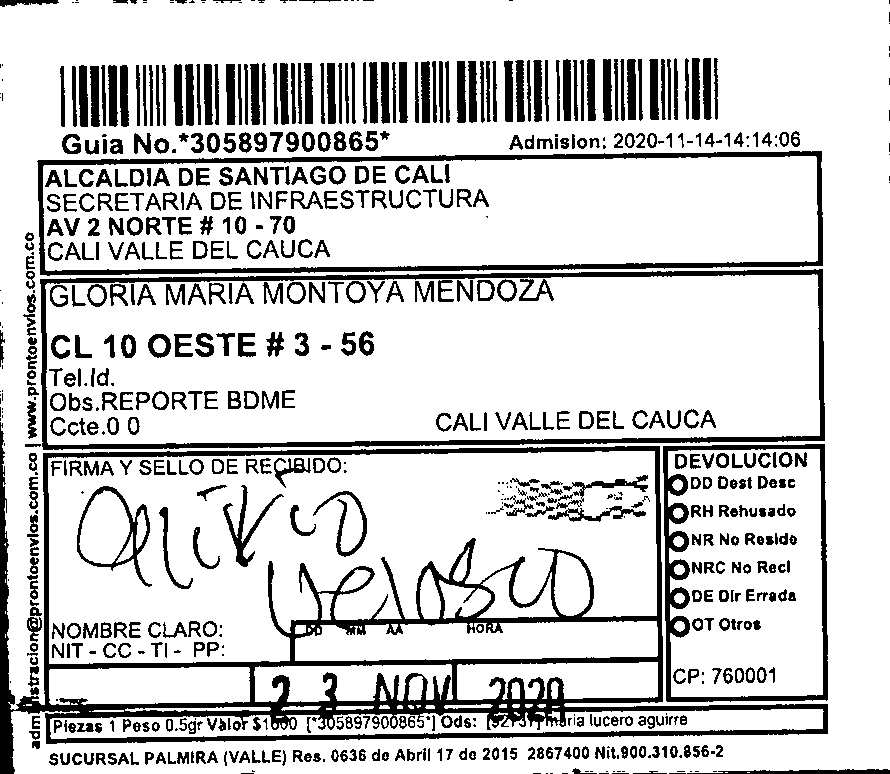 Guia No.*305897900865*
Admision: 2020-11-14-14:14:06
ALCALDIA DE SANTIAGO DE CALI
SECRETARIA DE INFRAESTRUCTURA
AV 2 NORTE # 10 - 70
CALI VALLE DEL CAUCA
GLORIA MARIA MONTOYA MENDOZA
CL 10 OESTE # 3 - 56
Tel.Id.
Obs.REPORTE BDME
Ccte.0 0
CALI VALLE DEL CAUCA
www.prontoenvios.com.co
@prontoenvios.com.co
FIRMA Y SELLO DE RECIBIDO:
Velasco
NOMBRE CLARO:
NIT - CC - TI - PP:
DD MM AA HORA
23 NOV 2020
DEVOLUCION
DD Dest Desc
RH Rehusado
NR No Reside
NRC No Recl
DE Dir Errada
OT Otros
CP: 760001
Piezas 1 Peso 0.5gr Valor $1000 [*305897900865*] Ods: maria lucero aguirre
SUCURSAL PALMIRA (VALLE) Res. 0636 de Abril 17 de 2015 2867400 Nit.900.310.856-2